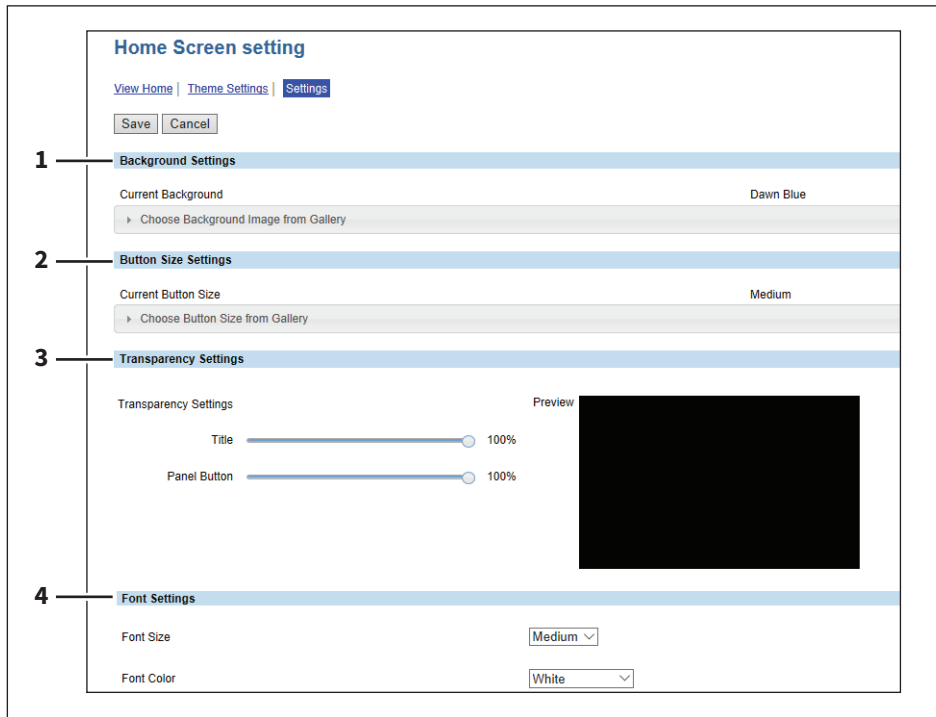 Home Screen setting
View Home | Theme Settings | Settings
Save Cancel
1 Background Settings
Current Background Dawn Blue
Choose Background Image from Gallery
2 Button Size Settings
Current Button Size Medium
Choose Button Size from Gallery
3 Transparency Settings
Transparency Settings Preview
Title 100%
Panel Button 100%
4 Font Settings
Font Size Medium
Font Color White